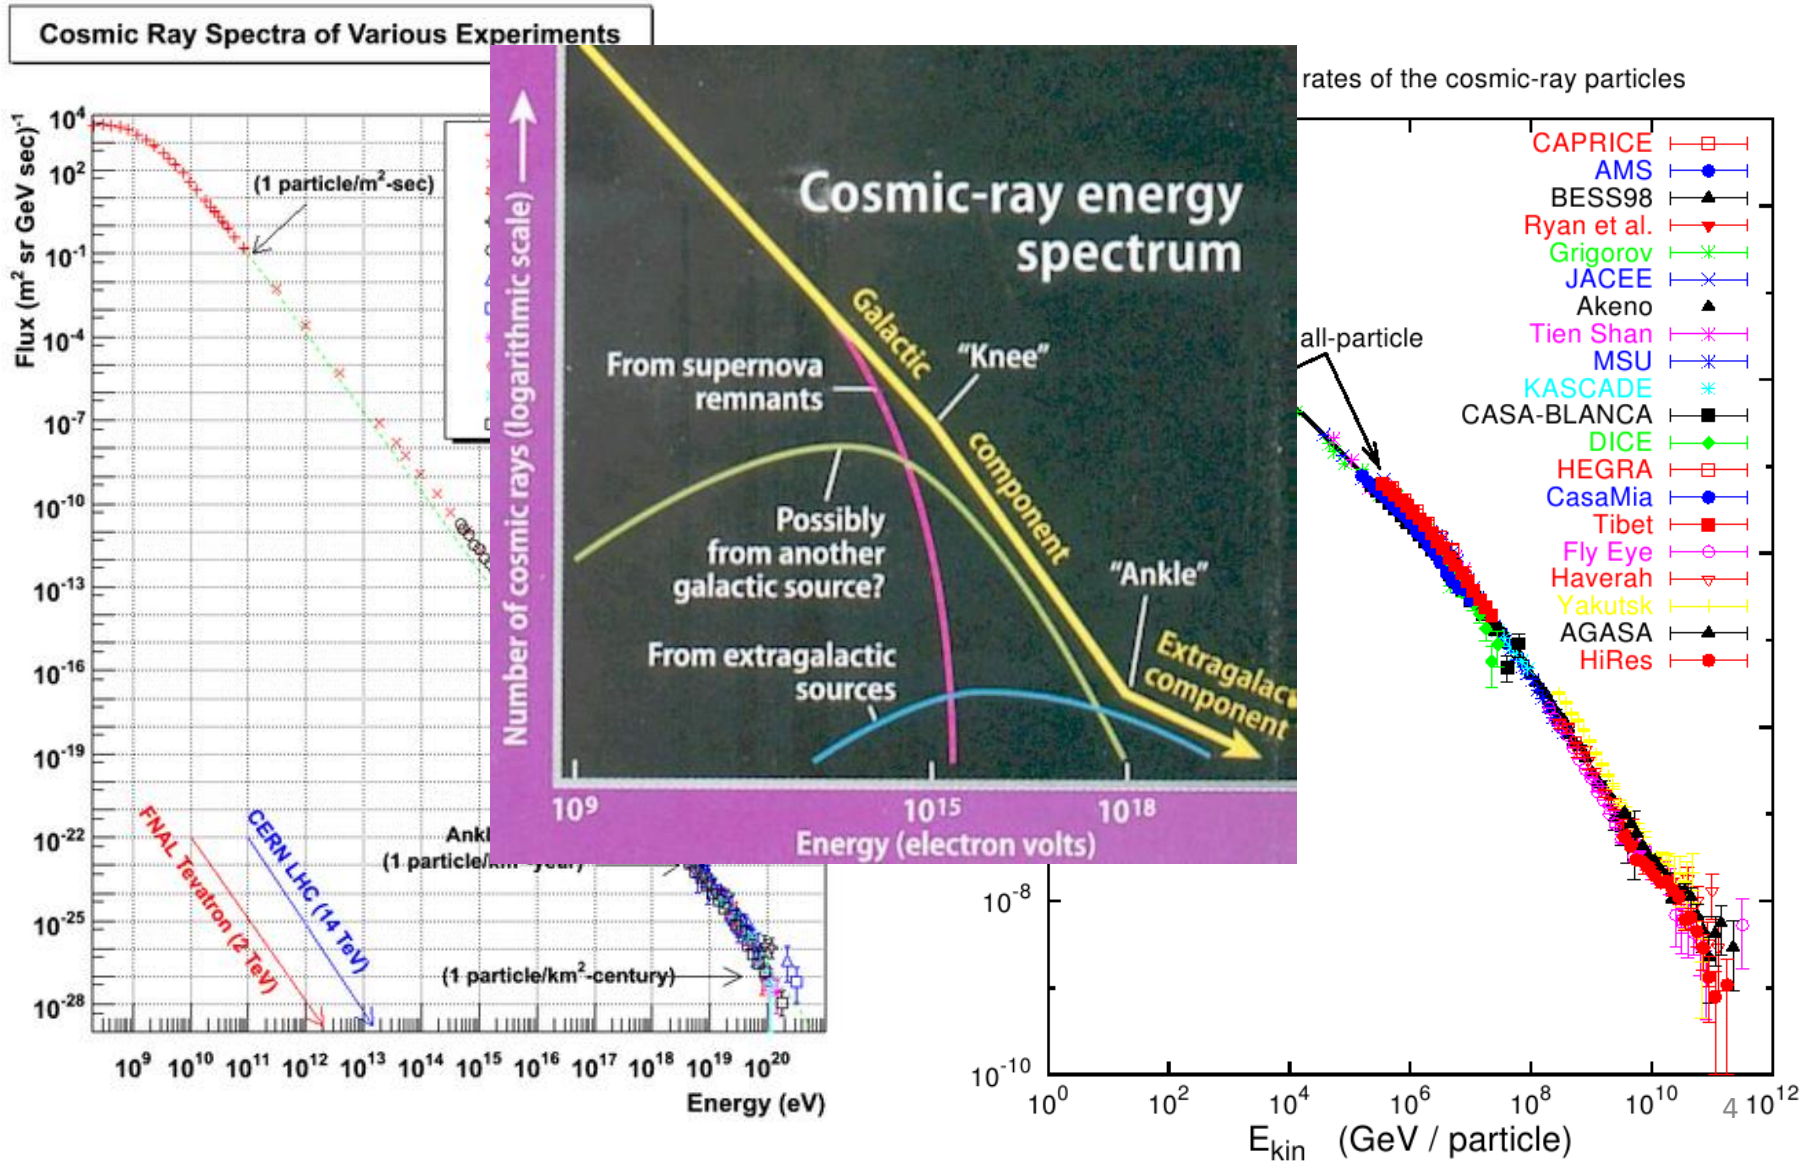 Cosmic Ray Spectra of Various Experiments
Flux (m² sr GeV sec)⁻¹
10⁴
10²
10⁻¹
10⁻⁴
10⁻⁷
10⁻¹⁰
10⁻¹³
10⁻¹⁶
10⁻¹⁹
10⁻²²
10⁻²⁵
10⁻²⁸
(1 particle/m²-sec)
FNAL Tevatron (2 TeV)
CERN LHC (14 TeV)
(1 particle/km²-century)
10⁹ 10¹⁰ 10¹¹ 10¹² 10¹³ 10¹⁴ 10¹⁵ 10¹⁶ 10¹⁷ 10¹⁸ 10¹⁹ 10²⁰
Energy (eV)
Number of cosmic rays (logarithmic scale)
Cosmic-ray energy
spectrum
Galactic
component
"Knee"
From supernova
remnants
Possibly
from another
galactic source?
"Ankle"
From extragalactic
sources
component
10⁹ 10¹⁵ 10¹⁸
Energy (electron volts)
rates of the cosmic-ray particles
all-particle
CAPRICE
AMS
BESS98
Ryan et al.
Grigorov
JACEE
Akeno
Tien Shan
MSU
KASCADE
CASA-BLANCA
DICE
HEGRA
CasaMia
Tibet
Fly Eye
Haverah
Yakutsk
AGASA
HiRes
10⁻⁸
10⁻¹⁰
10⁰ 10² 10⁴ 10⁶ 10⁸ 10¹⁰ 10¹²
E_kin (GeV / particle)
4